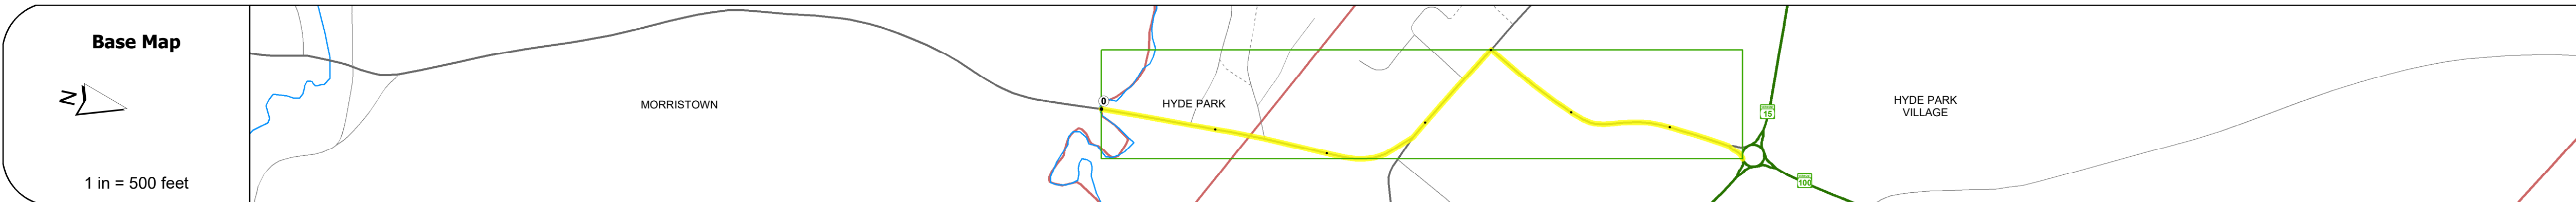 Base Map
N
1 in = 500 feet
MORRISTOWN
0
HYDE PARK
15
100
HYDE PARK
VILLAGE